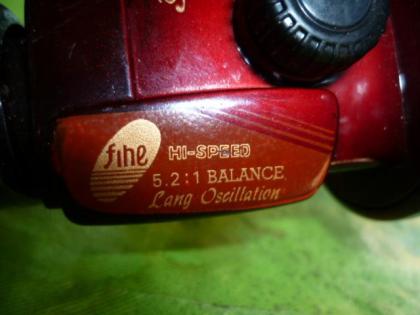 fine
HI-SPEED
5.2:1 BALANCE
Lang Oscillation